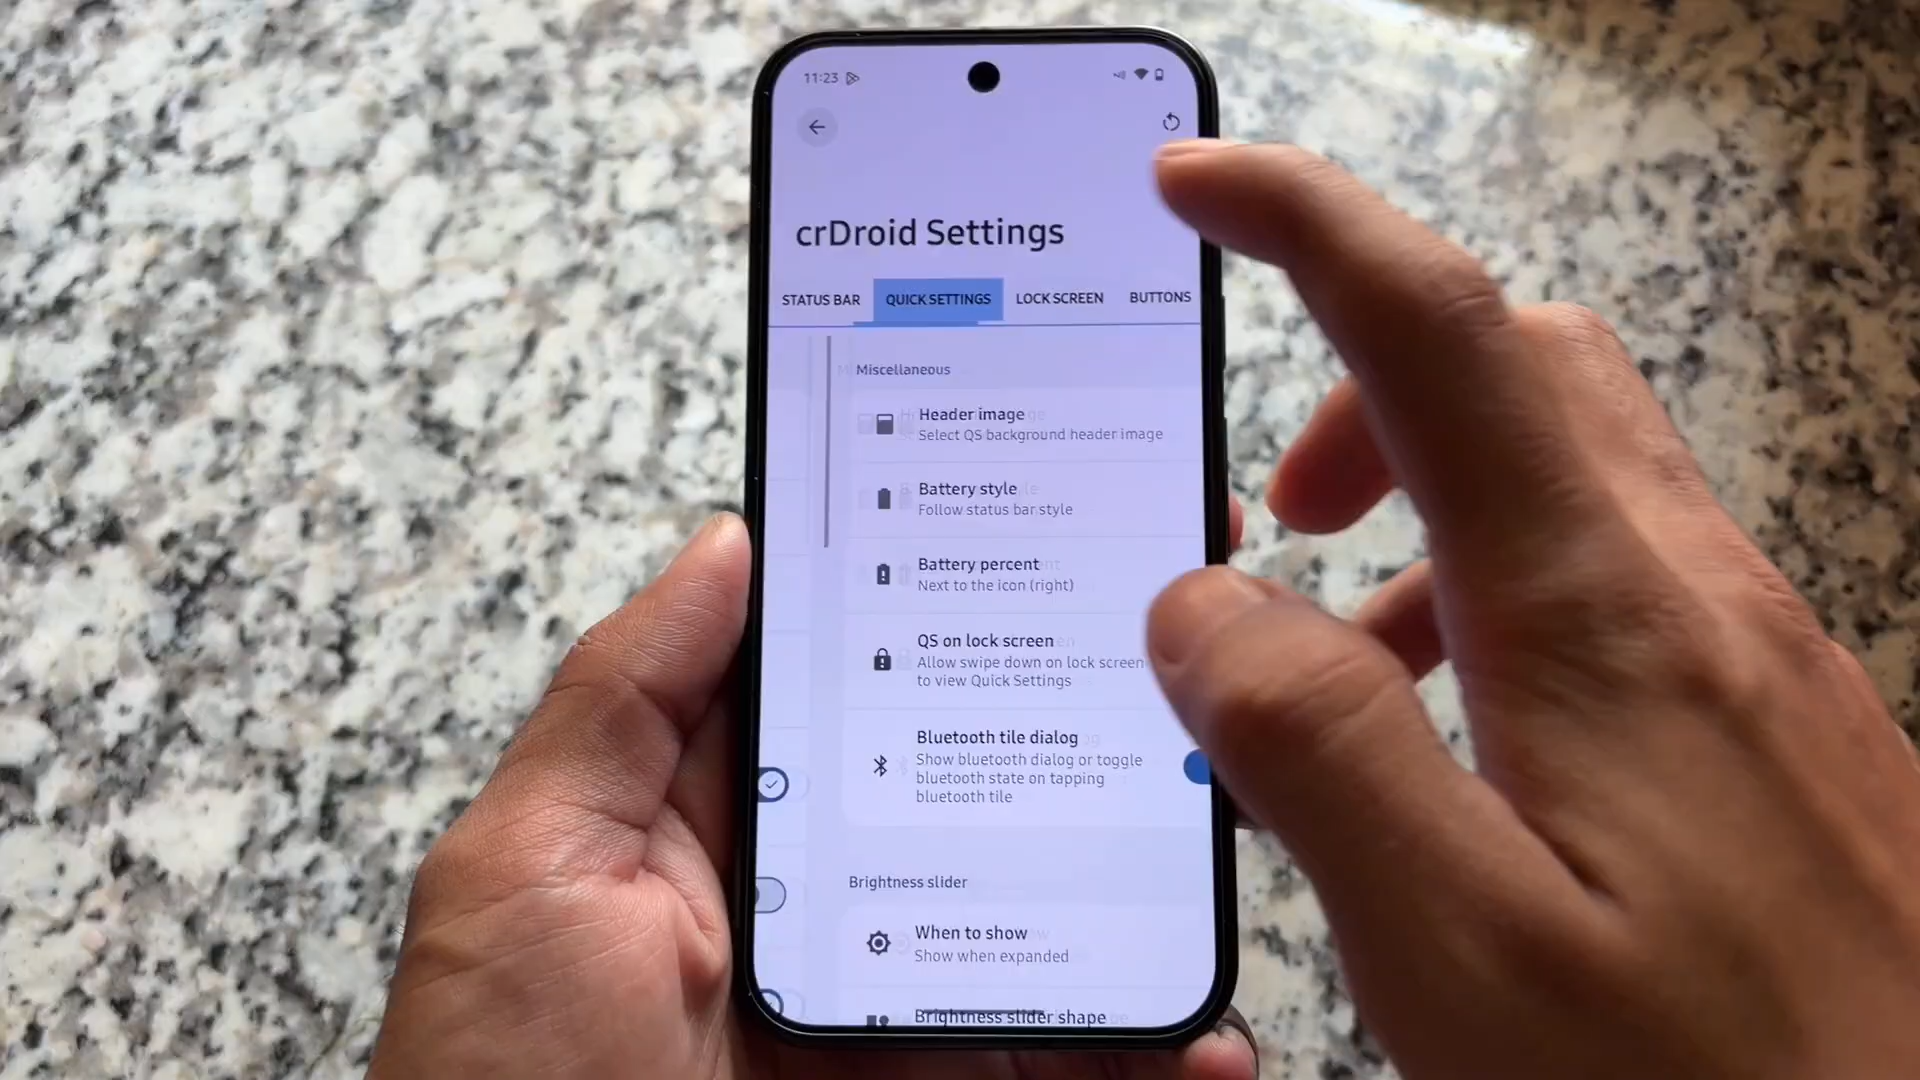 11:23
crDroid Settings
STATUS BAR QUICK SETTINGS LOCK SCREEN BUTTONS
Miscellaneous
Header image
Select QS background header image
Battery style
Follow status bar style
Battery percent
Next to the icon (right)
QS on lock screen
Allow swipe down on lock screen
to view Quick Settings
Bluetooth tile dialog
Show bluetooth dialog or toggle
bluetooth state on tapping
bluetooth tile
Brightness slider
When to show
Show when expanded
Brightness slider shape